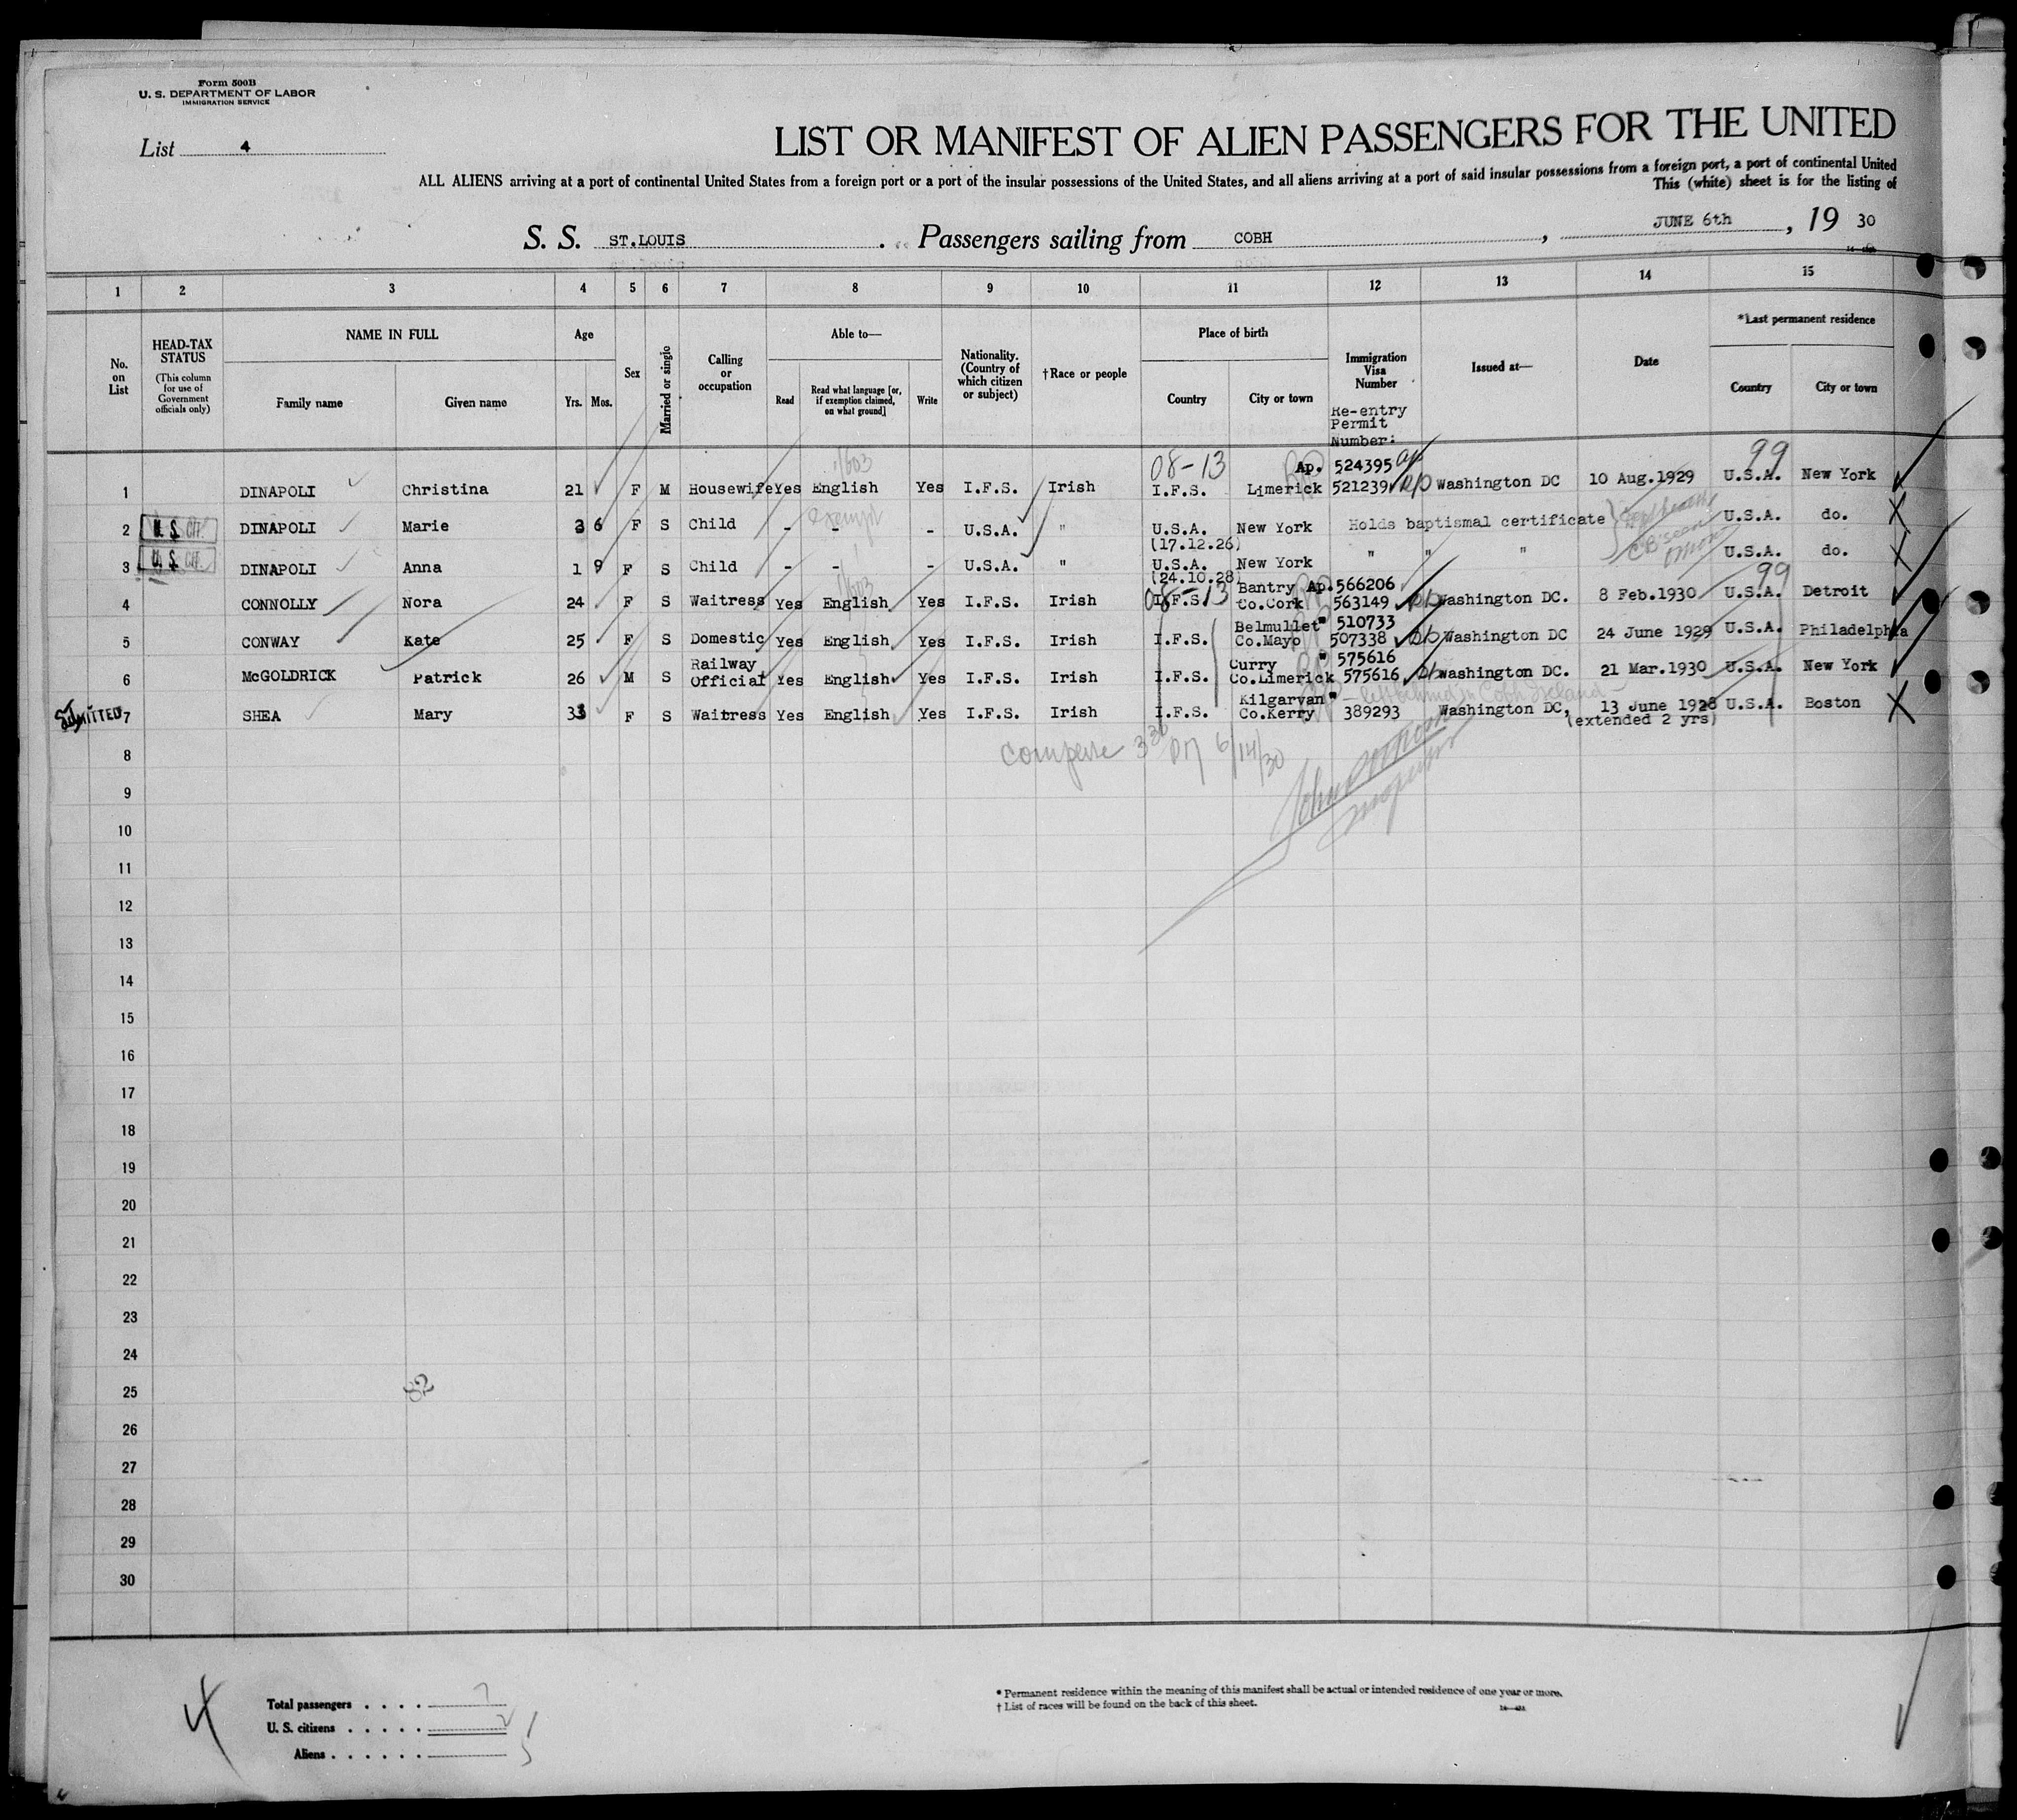 Form 500B
U. S. DEPARTMENT OF LABOR
IMMIGRATION SERVICE
List 4
LIST OR MANIFEST OF ALIEN PASSENGERS FOR THE UNITED
ALL ALIENS arriving at a port of continental United States from a foreign port or a port of the insular possessions of the United States, and all aliens arriving at a port of said insular possessions from a foreign port, a port of continental United
This (white) sheet is for the listing of
S. S. ST.LOUIS . Passengers sailing from COBH , JUNE 6th , 19 30
1 2 3 4 5 6 7 8 9 10 11 12 13 14 15
No. on List
HEAD-TAX STATUS
(This column for use of Government officials only)
NAME IN FULL
Family name Given name
Age
Yrs. Mos.
Sex
Married or single
Calling or occupation
Able to—
Read Read what language [or, if exemption claimed, on what ground] Write
Nationality. (Country of which citizen or subject)
†Race or people
Place of birth
Country City or town
Immigration Visa Number
Re-entry Permit Number:
Issued at—
Date
*Last permanent residence
Country City or town
08-13 Ap. 524395 99
1 DINAPOLI Christina 21 F M Housewife Yes English Yes I.F.S. Irish I.F.S. Limerick 521239 Washington DC 10 Aug.1929 U.S.A. New York
exempt
2 U.S. CIT. DINAPOLI Marie 3 6 F S Child - - - U.S.A. " U.S.A. New York Holds baptismal certificate U.S.A. do.
(17.12.26)
3 U.S. CIT. DINAPOLI Anna 1 9 F S Child - - - U.S.A. " U.S.A. New York " " " U.S.A. do.
(24.10.28)
08-13 Bantry Ap. 566206 99
4 CONNOLLY Nora 24 F S Waitress Yes English Yes I.F.S. Irish I.F.S. Co.Cork 563149 Washington DC. 8 Feb.1930 U.S.A. Detroit
Belmullet " 510733
5 CONWAY Kate 25 F S Domestic Yes English Yes I.F.S. Irish I.F.S. Co.Mayo 507338 Washington DC 24 June 1929 U.S.A. Philadelphia
Railway Curry " 575616
6 McGOLDRICK Patrick 26 M S Official Yes English Yes I.F.S. Irish I.F.S. Co.Limerick 575616 Washington DC. 21 Mar.1930 U.S.A. New York
Kilgarvan "
ADMITTED 7 SHEA Mary 33 F S Waitress Yes English Yes I.F.S. Irish I.F.S. Co.Kerry 389293 Washington DC, 13 June 1928 U.S.A. Boston
(extended 2 yrs)
compere 330 PM 6/14/30
8
9
10
11
12
13
14
15
16
17
18
19
20
21
22
23
24
25
82
26
27
28
29
30
Total passengers . . . . 7
U. S. citizens . . . . . 2
Aliens . . . . . . 5
* Permanent residence within the meaning of this manifest shall be actual or intended residence of one year or more.
† List of races will be found on the back of this sheet.